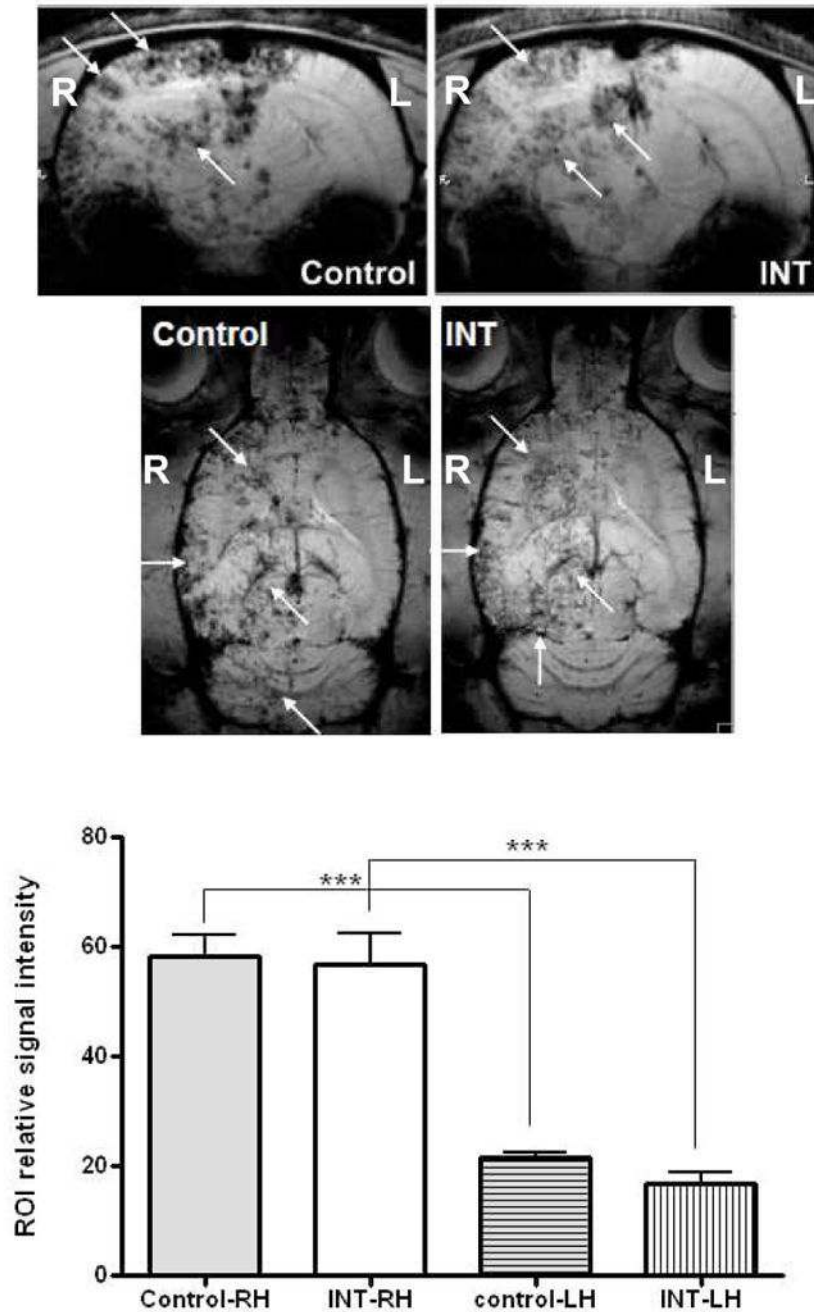 R
L
Control
R
L
INT
Control
R
L
INT
R
L
ROI relative signal intensity
80
60
40
20
0
***
***
Control-RH
INT-RH
control-LH
INT-LH